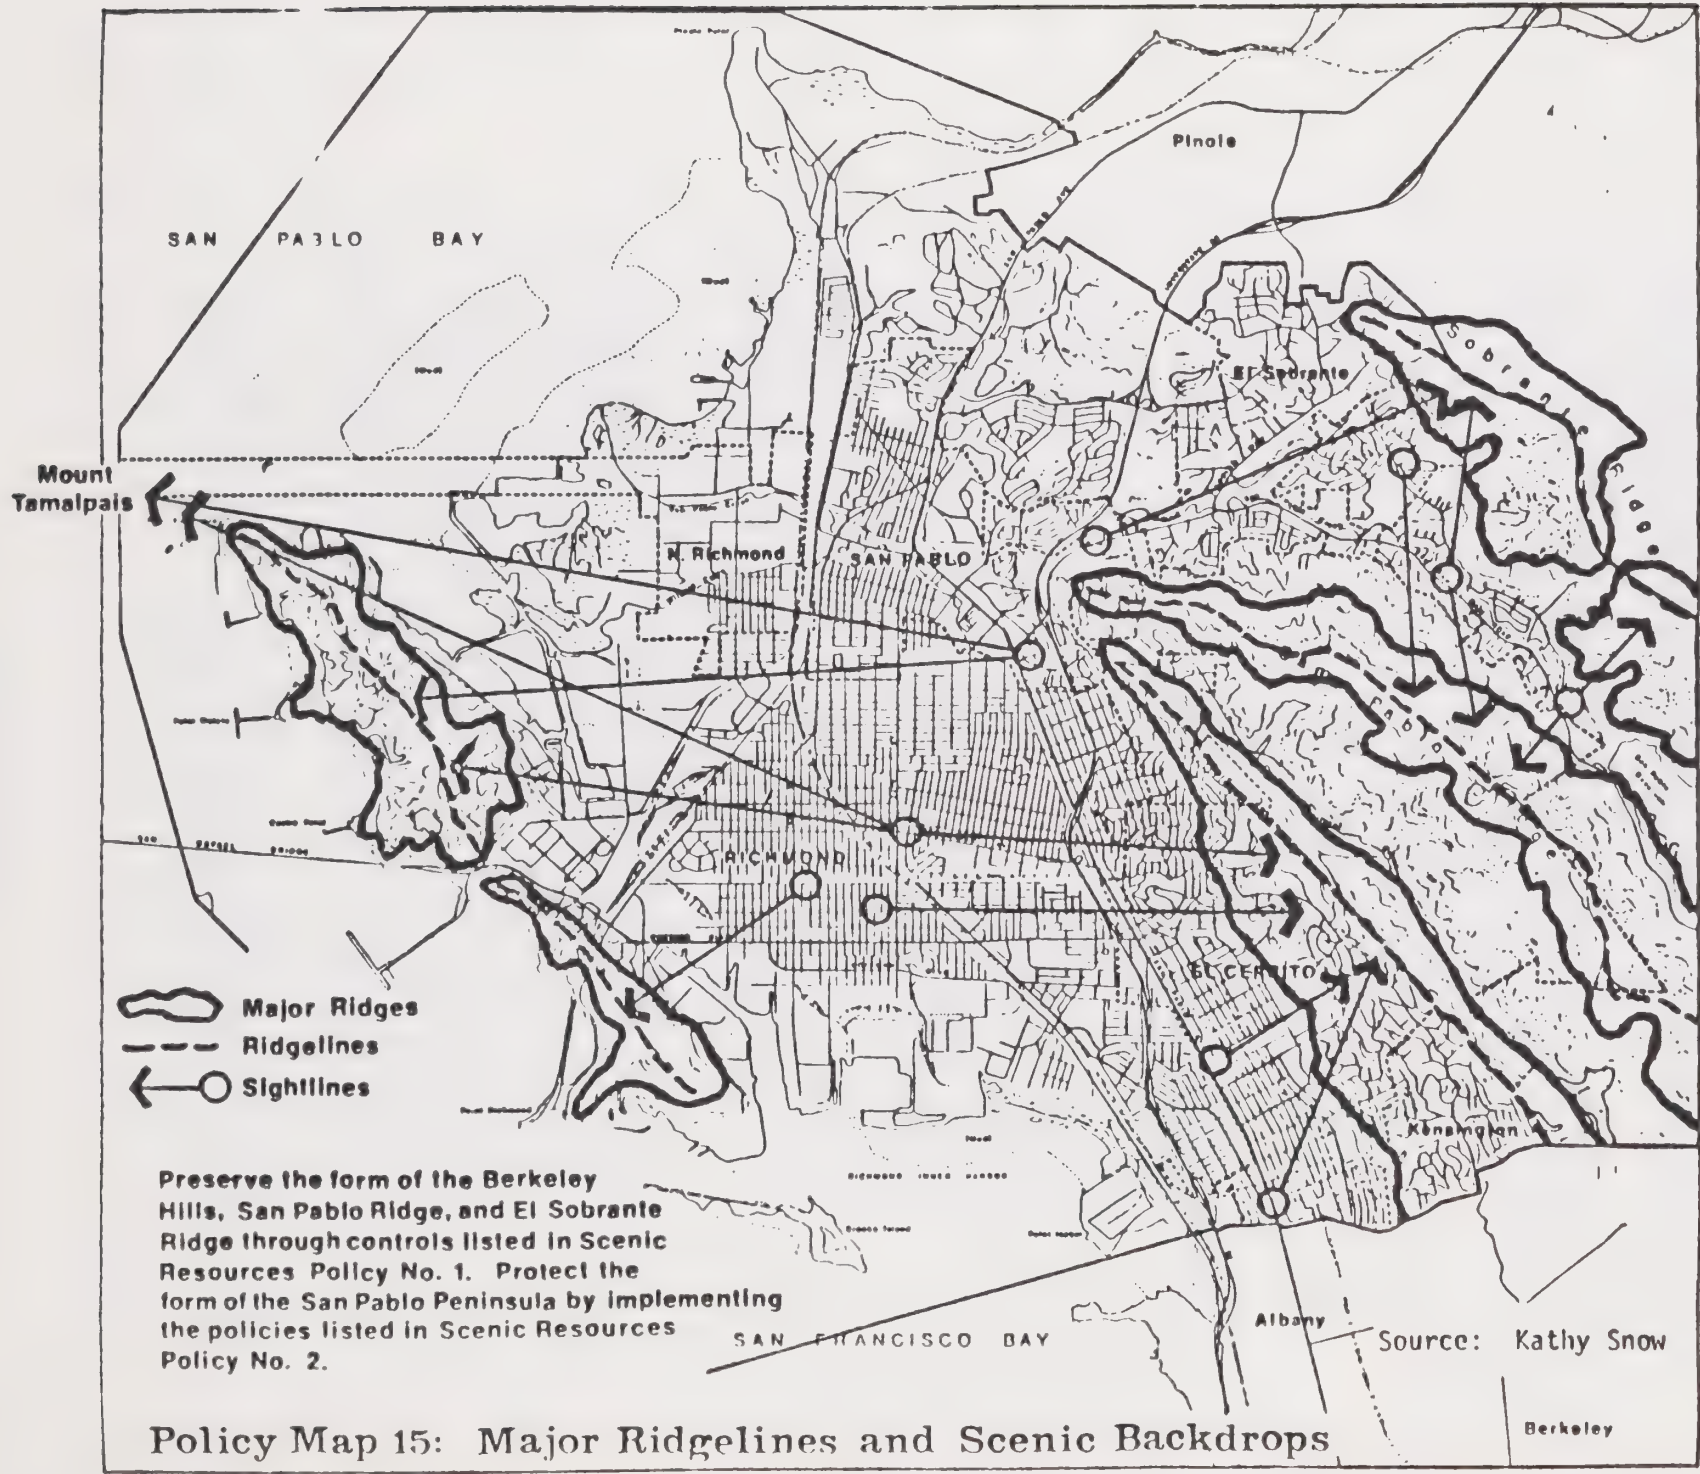 Pinole
SAN PABLO BAY
El Sobrante
Sobrante
Ridge
Mount
Tamalpais
N. Richmond
SAN PABLO
RICHMOND
EL CERRITO
Major Ridges
Ridgelines
Sightlines
Kensington
Preserve the form of the Berkeley
Hills, San Pablo Ridge, and El Sobrante
Ridge through controls listed in Scenic
Resources Policy No. 1. Protect the
form of the San Pablo Peninsula by implementing
the policies listed in Scenic Resources
Policy No. 2.
SAN FRANCISCO BAY
Albany
Source: Kathy Snow
Berkeley
Policy Map 15: Major Ridgelines and Scenic Backdrops